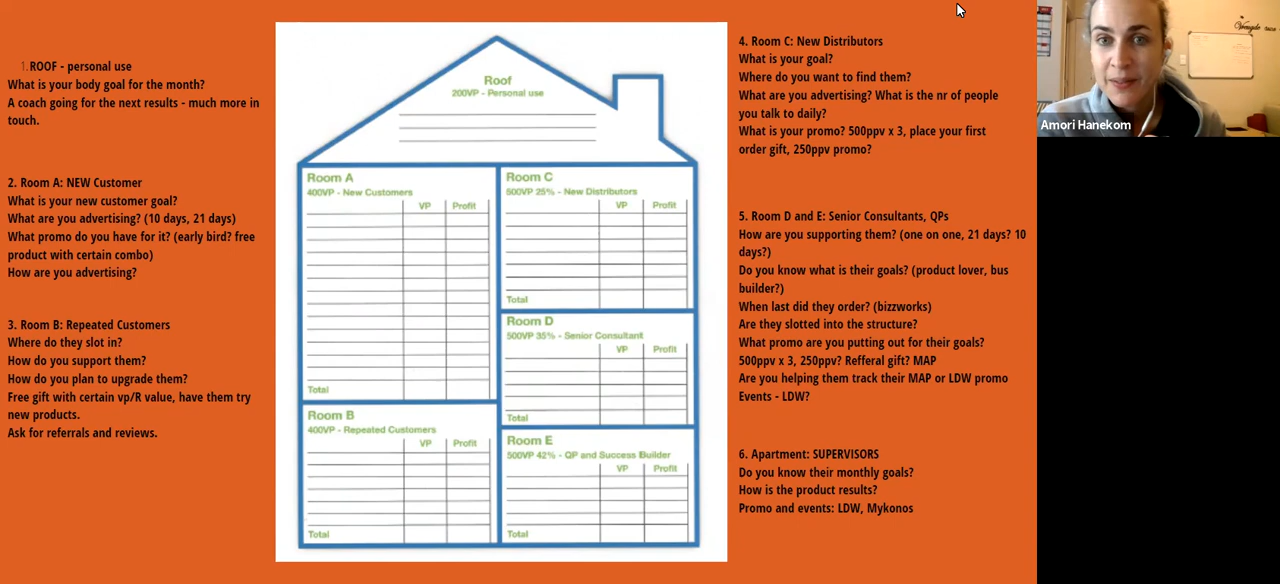 1. ROOF - personal use
What is your body goal for the month?
A coach going for the next results - much more in
touch.
2. Room A: NEW Customer
What is your new customer goal?
What are you advertising? (10 days, 21 days)
What promo do you have for it? (early bird? free
product with certain combo)
How are you advertising?
3. Room B: Repeated Customers
Where do they slot in?
How do you support them?
How do you plan to upgrade them?
Free gift with certain vp/R value, have them try
new products.
Ask for referrals and reviews.
Roof
200VP - Personal use
Room A
400VP - New Customers
VP Profit
Total
Room B
400VP - Repeated Customers
VP Profit
Total
Room C
500VP 25% - New Distributors
VP Profit
Total
Room D
500VP 35% - Senior Consultant
VP Profit
Total
Room E
500VP 42% - QP and Success Builder
VP Profit
Total
4. Room C: New Distributors
What is your goal?
Where do you want to find them?
What are you advertising? What is the nr of people
you talk to daily?
What is your promo? 500ppv x 3, place your first
order gift, 250ppv promo?
5. Room D and E: Senior Consultants, QPs
How are you supporting them? (one on one, 21 days? 10
days?)
Do you know what is their goals? (product lover, bus
builder?)
When last did they order? (bizzworks)
Are they slotted into the structure?
What promo are you putting out for their goals?
500ppv x 3, 250ppv? Refferal gift? MAP
Are you helping them track their MAP or LDW promo
Events - LDW?
6. Apartment: SUPERVISORS
Do you know their monthly goals?
How is the product results?
Promo and events: LDW, Mykonos
Amori Hanekom